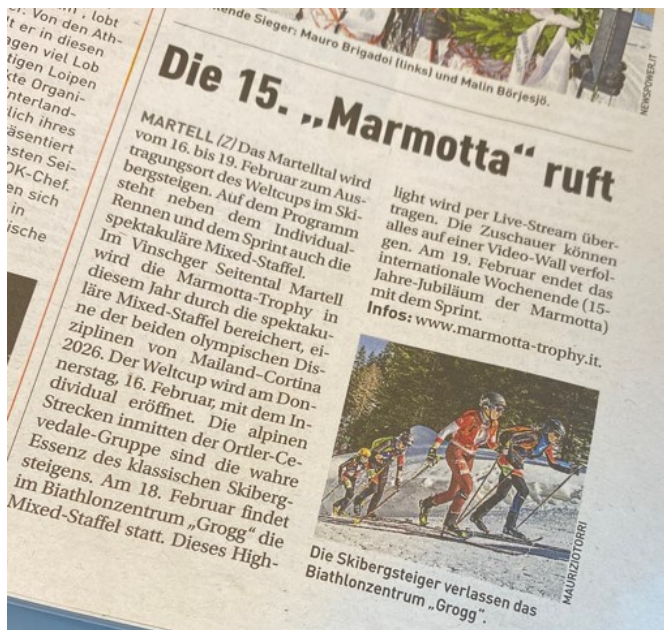 , lobt
. Von den Ath-
t er in diesen
agen viel Lob
tigen Loipen
kte Organi-
nterland-
lich ihres
äsentiert
esten Sei-
OK-Chef.
en sich
in
ische
kende Sieger: Mauro Brigadoi (links) und Malin Börjesjö.
NEWSPOWER.IT
Die 15. „Marmotta“ ruft
MARTELL (Z) Das Martelltal wird
vom 16. bis 19. Februar zum Aus-
tragungsort des Weltcups im Ski-
bergsteigen. Auf dem Programm
steht neben dem Individual-
Rennen und dem Sprint auch die
spektakuläre Mixed-Staffel.
Im Vinschger Seitental Martell
wird die Marmotta-Trophy in
diesem Jahr durch die spektaku-
läre Mixed-Staffel bereichert, ei-
ne der beiden olympischen Dis-
ziplinen von Mailand-Cortina
2026. Der Weltcup wird am Don-
nerstag, 16. Februar, mit dem In-
dividual eröffnet. Die alpinen
Strecken inmitten der Ortler-Ce-
vedale-Gruppe sind die wahre
Essenz des klassischen Skiberg-
steigens. Am 18. Februar findet
im Biathlonzentrum „Grogg“ die
Mixed-Staffel statt. Dieses High-
light wird per Live-Stream über-
tragen. Die Zuschauer können
alles auf einer Video-Wall verfol-
gen. Am 19. Februar endet das
internationale Wochenende (15-
Jahre-Jubiläum der Marmotta)
mit dem Sprint.
Infos: www.marmotta-trophy.it.
MAURIZIOTORRI
Die Skibergsteiger verlassen das
Biathlonzentrum „Grogg“.